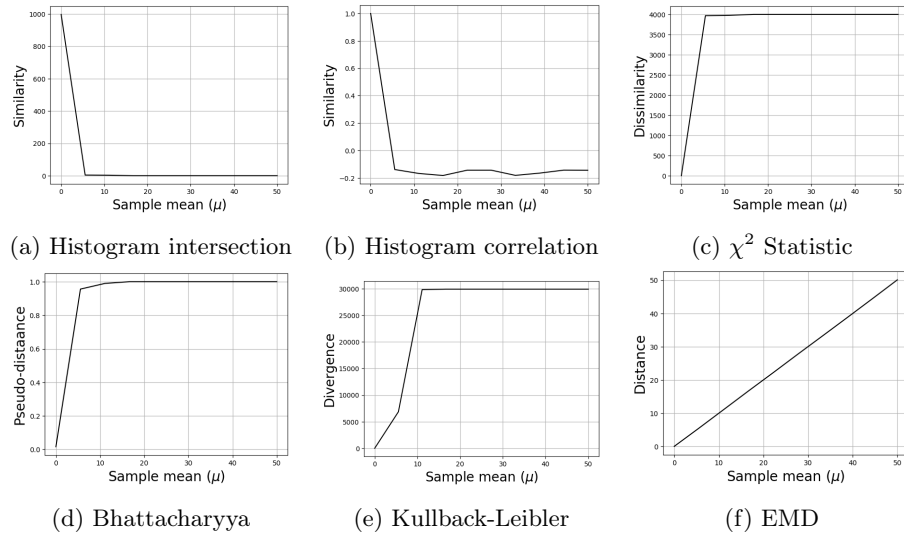 Similarity
1000
800
600
400
200
0
0 10 20 30 40 50
Sample mean (μ)
(a) Histogram intersection
Similarity
1.0
0.8
0.6
0.4
0.2
0.0
−0.2
0 10 20 30 40 50
Sample mean (μ)
(b) Histogram correlation
Dissimilarity
4000
3500
3000
2500
2000
1500
1000
500
0
0 10 20 30 40 50
Sample mean (μ)
(c) χ² Statistic
Pseudo-distaance
1.0
0.8
0.6
0.4
0.2
0.0
0 10 20 30 40 50
Sample mean (μ)
(d) Bhattacharyya
Divergence
30000
25000
20000
15000
10000
5000
0
0 10 20 30 40 50
Sample mean (μ)
(e) Kullback-Leibler
Distance
50
40
30
20
10
0
0 10 20 30 40 50
Sample mean (μ)
(f) EMD